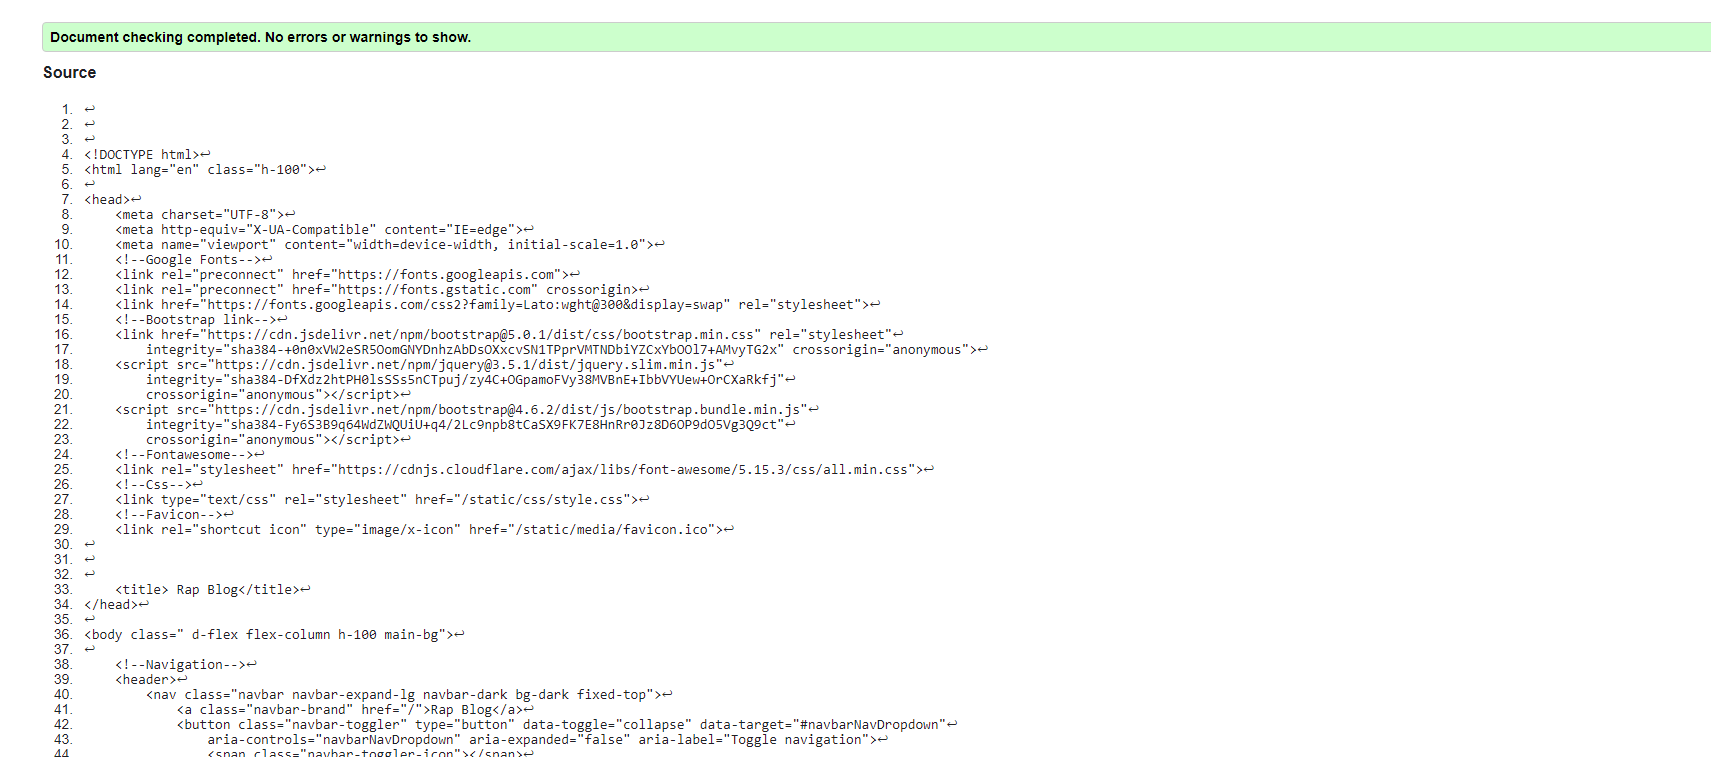 Document checking completed. No errors or warnings to show.
Source
1. ↩
2. ↩
3. ↩
4. <!DOCTYPE html>↩
5. <html lang="en" class="h-100">↩
6. ↩
7. <head>↩
8. <meta charset="UTF-8">↩
9. <meta http-equiv="X-UA-Compatible" content="IE=edge">↩
10. <meta name="viewport" content="width=device-width, initial-scale=1.0">↩
11. <!--Google Fonts-->↩
12. <link rel="preconnect" href="https://fonts.googleapis.com">↩
13. <link rel="preconnect" href="https://fonts.gstatic.com" crossorigin>↩
14. <link href="https://fonts.googleapis.com/css2?family=Lato:wght@300&display=swap" rel="stylesheet">↩
15. <!--Bootstrap link-->↩
16. <link href="https://cdn.jsdelivr.net/npm/bootstrap@5.0.1/dist/css/bootstrap.min.css" rel="stylesheet"↩
17. integrity="sha384-+0n0xVW2eSR5OomGNYDnhzAbDsOXxcvSN1TPprVMTNDbiYZCxYbOOl7+AMvyTG2x" crossorigin="anonymous">↩
18. <script src="https://cdn.jsdelivr.net/npm/jquery@3.5.1/dist/jquery.slim.min.js"↩
19. integrity="sha384-DfXdz2htPH0lsSSs5nCTpuj/zy4C+OGpamoFVy38MVBnE+IbbVYUew+OrCXaRkfj"↩
20. crossorigin="anonymous"></script>↩
21. <script src="https://cdn.jsdelivr.net/npm/bootstrap@4.6.2/dist/js/bootstrap.bundle.min.js"↩
22. integrity="sha384-Fy6S3B9q64WdZWQUiU+q4/2Lc9npb8tCaSX9FK7E8HnRr0Jz8D6OP9dO5Vg3Q9ct"↩
23. crossorigin="anonymous"></script>↩
24. <!--Fontawesome-->↩
25. <link rel="stylesheet" href="https://cdnjs.cloudflare.com/ajax/libs/font-awesome/5.15.3/css/all.min.css">↩
26. <!--Css-->↩
27. <link type="text/css" rel="stylesheet" href="/static/css/style.css">↩
28. <!--Favicon-->↩
29. <link rel="shortcut icon" type="image/x-icon" href="/static/media/favicon.ico">↩
30. ↩
31. ↩
32. ↩
33. <title> Rap Blog</title>↩
34. </head>↩
35. ↩
36. <body class=" d-flex flex-column h-100 main-bg">↩
37. ↩
38. <!--Navigation-->↩
39. <header>↩
40. <nav class="navbar navbar-expand-lg navbar-dark bg-dark fixed-top">↩
41. <a class="navbar-brand" href="/">Rap Blog</a>↩
42. <button class="navbar-toggler" type="button" data-toggle="collapse" data-target="#navbarNavDropdown"↩
43. aria-controls="navbarNavDropdown" aria-expanded="false" aria-label="Toggle navigation">↩
44. <span class="navbar-toggler-icon"></span>↩